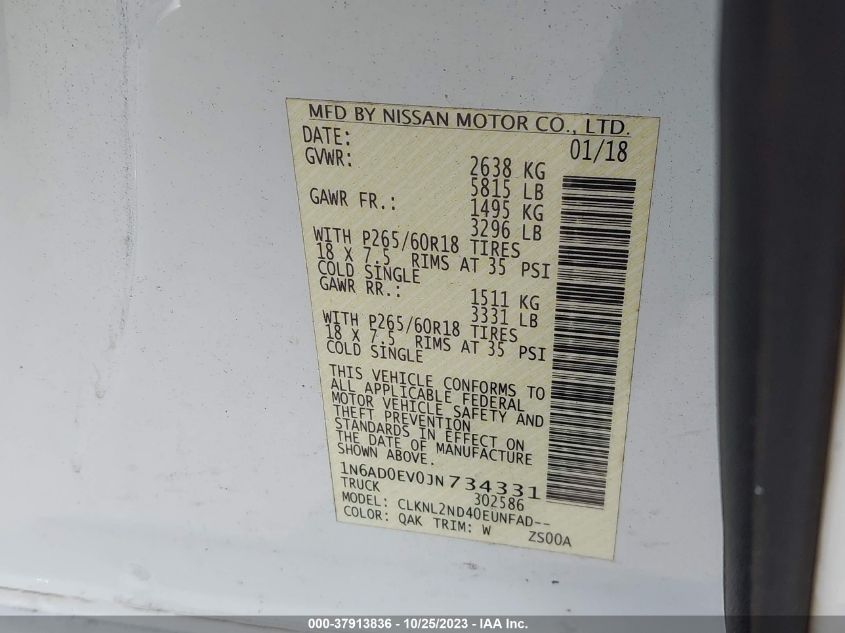 MFD BY NISSAN MOTOR CO., LTD.
DATE: 01/18
GVWR: 2638 KG
5815 LB
GAWR FR.: 1495 KG
3296 LB
WITH P265/60R18 TIRES
18 X 7.5 RIMS AT 35 PSI
COLD SINGLE
GAWR RR.: 1511 KG
3331 LB
WITH P265/60R18 TIRES
18 X 7.5 RIMS AT 35 PSI
COLD SINGLE
THIS VEHICLE CONFORMS TO
ALL APPLICABLE FEDERAL
MOTOR VEHICLE SAFETY AND
THEFT PREVENTION
STANDARDS IN EFFECT ON
THE DATE OF MANUFACTURE
SHOWN ABOVE.
1N6AD0EV0JN734331
TRUCK 302586
MODEL: CLKNL2ND40EUNFAD--
COLOR: QAK TRIM: W ZS00A
000-37913836 - 10/25/2023 - IAA Inc.